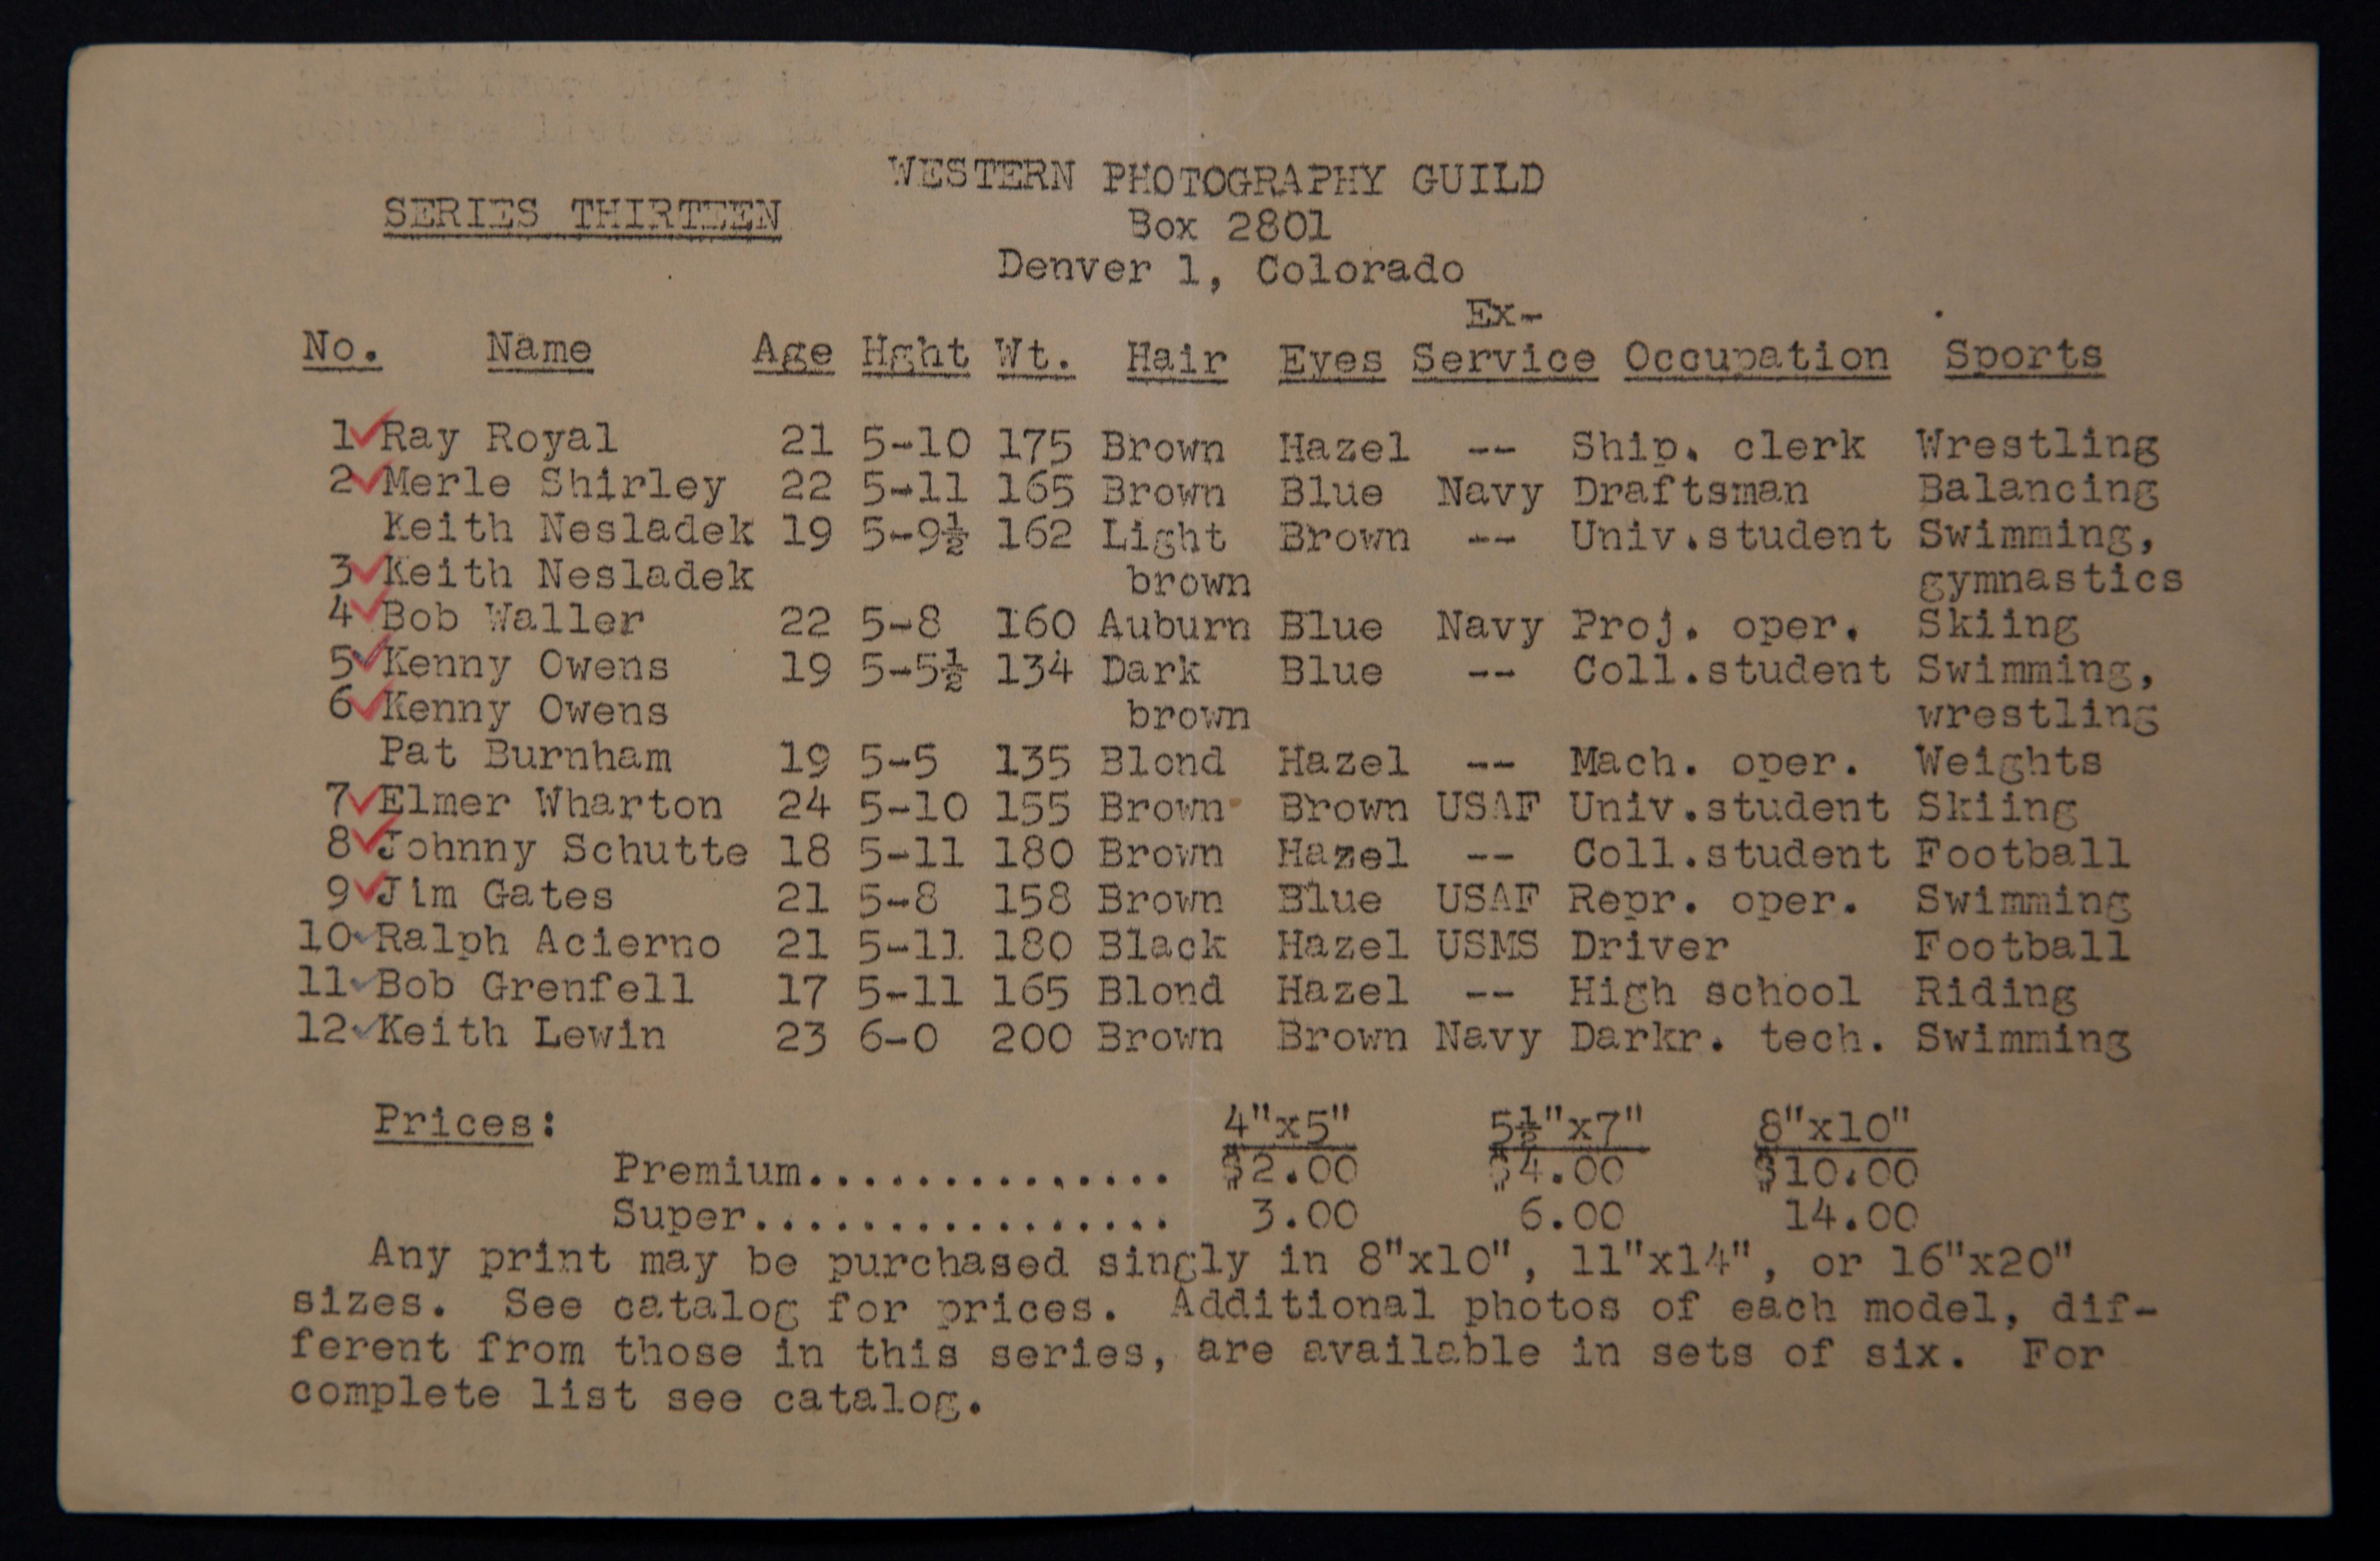 WESTERN PHOTOGRAPHY GUILD
SERIES THIRTEEN
Box 2801
Denver 1, Colorado
Ex-
No. Name Age Hght Wt. Hair Eyes Service Occupation Sports
1 Ray Royal 21 5-10 175 Brown Hazel -- Ship. clerk Wrestling
2 Merle Shirley 22 5-11 165 Brown Blue Navy Draftsman Balancing
Keith Nesladek 19 5-9½ 162 Light Brown -- Univ.student Swimming,
3 Keith Nesladek brown gymnastics
4 Bob Waller 22 5-8 160 Auburn Blue Navy Proj. oper. Skiing
5 Kenny Owens 19 5-5½ 134 Dark Blue -- Coll.student Swimming,
6 Kenny Owens brown wrestling
Pat Burnham 19 5-5 135 Blond Hazel -- Mach. oper. Weights
7 Elmer Wharton 24 5-10 155 Brown Brown USAF Univ.student Skiing
8 Johnny Schutte 18 5-11 180 Brown Hazel -- Coll.student Football
9 Jim Gates 21 5-8 158 Brown Blue USAF Repr. oper. Swimming
10 Ralph Acierno 21 5-11 180 Black Hazel USMS Driver Football
11 Bob Grenfell 17 5-11 165 Blond Hazel -- High school Riding
12 Keith Lewin 23 6-0 200 Brown Brown Navy Darkr. tech. Swimming
Prices: 4"x5" 5½"x7" 8"x10"
Premium.............. $2.00 $4.00 $10.00
Super................ 3.00 6.00 14.00
Any print may be purchased singly in 8"x10", 11"x14", or 16"x20"
sizes. See catalog for prices. Additional photos of each model, dif-
ferent from those in this series, are available in sets of six. For
complete list see catalog.